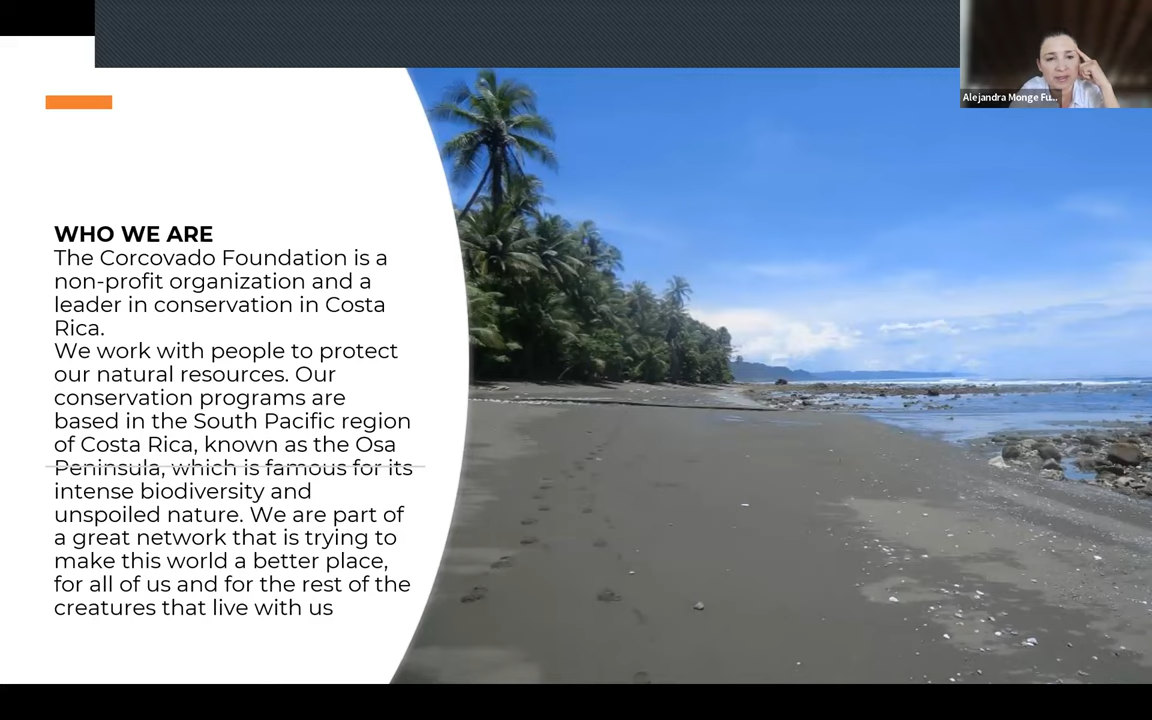 Alejandra Monge Fu...
WHO WE ARE
The Corcovado Foundation is a
non-profit organization and a
leader in conservation in Costa
Rica.
We work with people to protect
our natural resources. Our
conservation programs are
based in the South Pacific region
of Costa Rica, known as the Osa
Peninsula, which is famous for its
intense biodiversity and
unspoiled nature. We are part of
a great network that is trying to
make this world a better place,
for all of us and for the rest of the
creatures that live with us